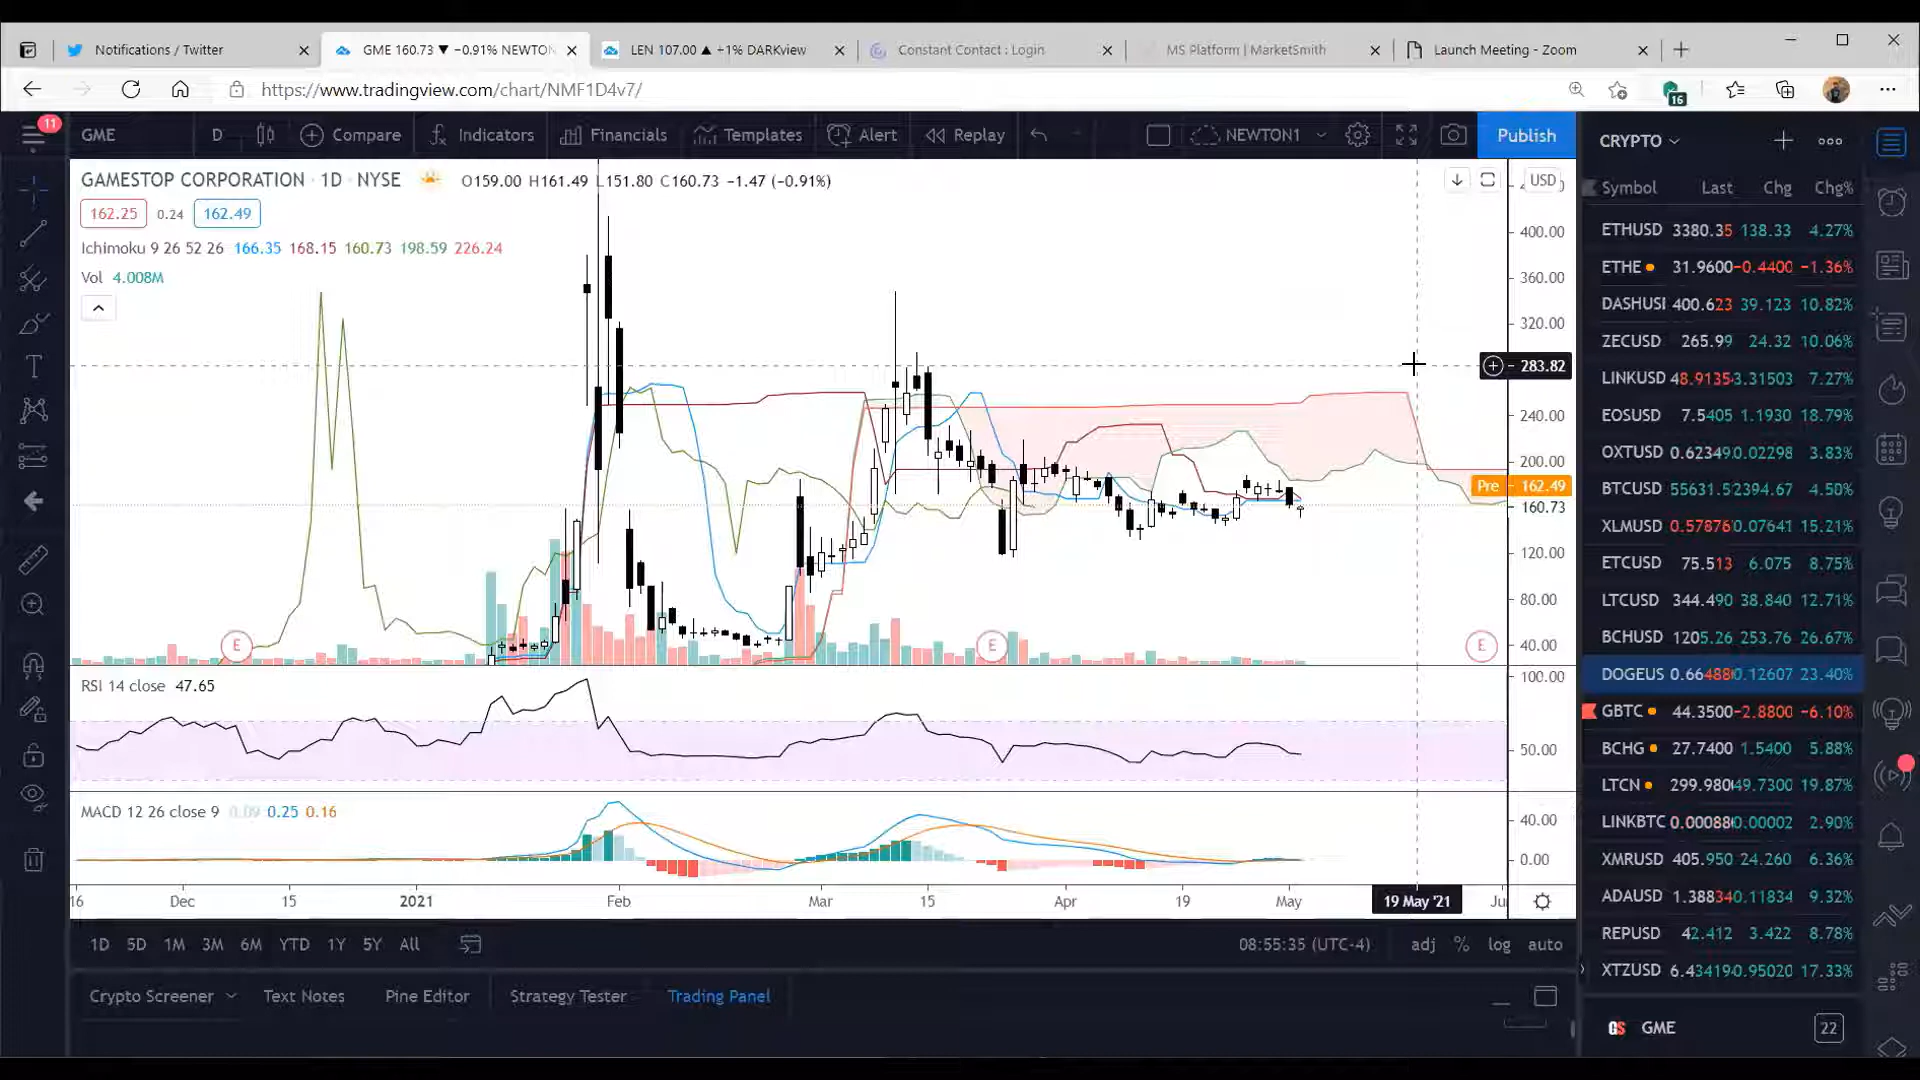 Notifications / Twitter
GME 160.73 ▼ −0.91% NEWTON
LEN 107.00 ▲ +1% DARKview
Constant Contact : Login
MS Platform | MarketSmith
Launch Meeting - Zoom
https://www.tradingview.com/chart/NMF1D4v7/
16
11
GME
D
Compare
Indicators
Financials
Templates
Alert
Replay
NEWTON1
Publish
GAMESTOP CORPORATION · 1D · NYSE
O159.00 H161.49 L151.80 C160.73 −1.47 (−0.91%)
162.25 0.24 162.49
Ichimoku 9 26 52 26 166.35 168.15 160.73 198.59 226.24
Vol 4.008M
USD
400.00
360.00
320.00
283.82
240.00
200.00
Pre 162.49
160.73
120.00
80.00
40.00
E
E
E
RSI 14 close 47.65
100.00
50.00
MACD 12 26 close 9 0.09 0.25 0.16
40.00
0.00
16 Dec 15 2021 Feb Mar 15 Apr 19 May 19 May '21
1D 5D 1M 3M 6M YTD 1Y 5Y All
08:55:35 (UTC-4) adj % log auto
Crypto Screener Text Notes Pine Editor Strategy Tester Trading Panel
CRYPTO
Symbol Last Chg Chg%
ETHUSD 3380.35 138.33 4.27%
ETHE 31.9600 −0.4400 −1.36%
DASHUSI 400.623 39.123 10.82%
ZECUSD 265.99 24.32 10.06%
LINKUSD 48.9135 3.31503 7.27%
EOSUSD 7.5405 1.1930 18.79%
OXTUSD 0.62349 0.02298 3.83%
BTCUSD 55631.5 2394.67 4.50%
XLMUSD 0.57876 0.07641 15.21%
ETCUSD 75.513 6.075 8.75%
LTCUSD 344.490 38.840 12.71%
BCHUSD 1205.26 253.76 26.67%
DOGEUS 0.66488 0.12607 23.40%
GBTC 44.3500 −2.8800 −6.10%
BCHG 27.7400 1.5400 5.88%
LTCN 299.980 49.7300 19.87%
LINKBTC 0.00088 0.00002 2.90%
XMRUSD 405.950 24.260 6.36%
ADAUSD 1.38834 0.11834 9.32%
REPUSD 42.412 3.422 8.78%
XTZUSD 6.43419 0.95020 17.33%
GME
22